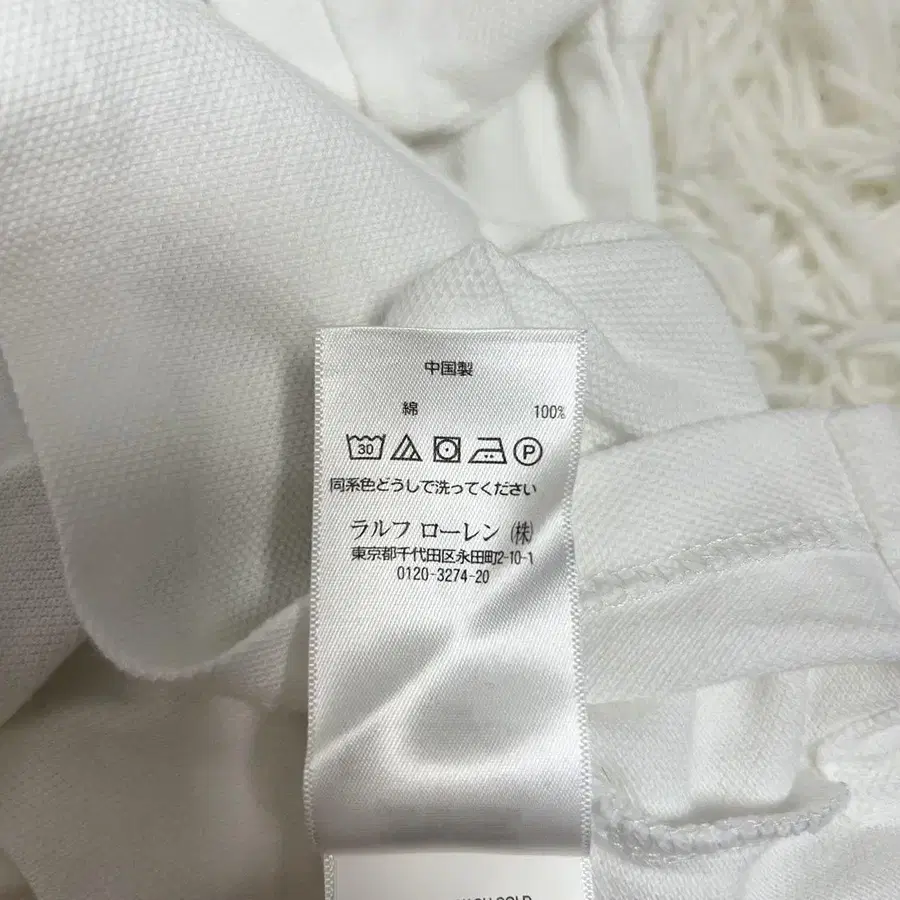 中国製
綿 100%
30 P
同系色どうしで洗ってください
ラルフ ローレン (株)
東京都千代田区永田町2-10-1
0120-3274-20